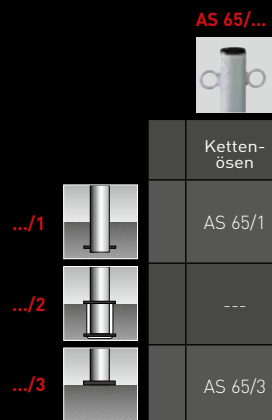 AS 65/...
Ketten-
ösen
.../1
AS 65/1
.../2
---
.../3
AS 65/3